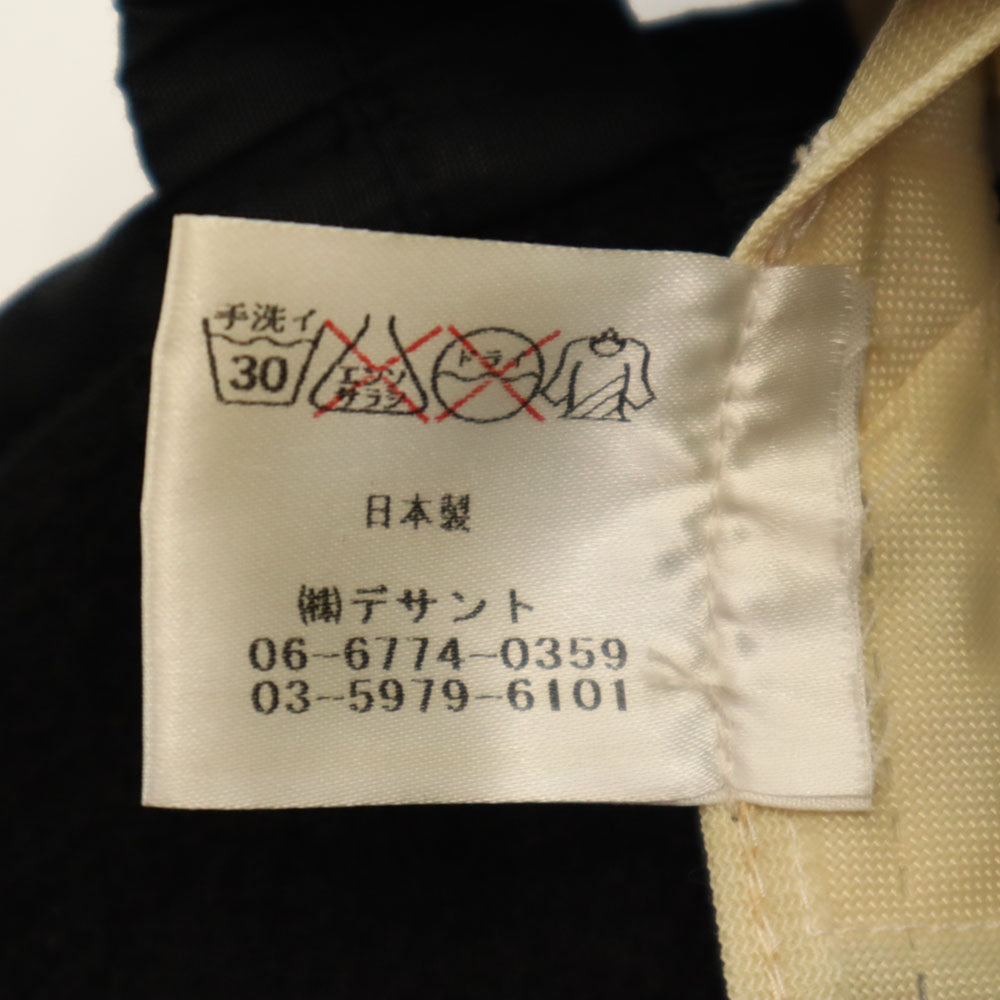 手洗イ
30
エンソ
サラシ
ドライ
日本製
㈱デサント
06-6774-0359
03-5979-6101